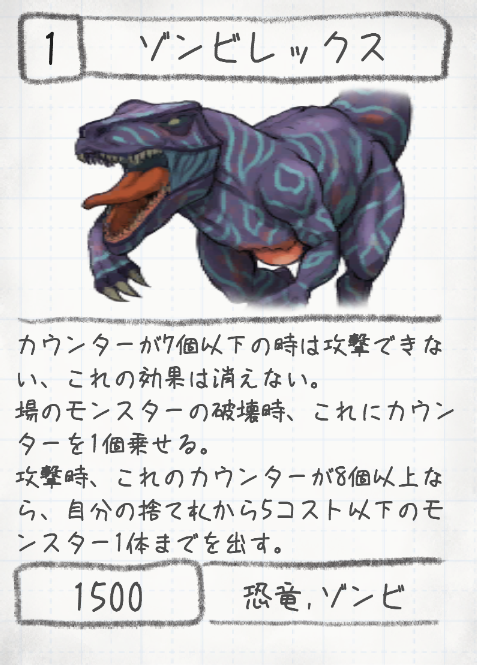 1
ゾンビレックス
カウンターが7個以下の時は攻撃できな
い、これの効果は消えない。
場のモンスターの破壊時、これにカウン
ターを1個乗せる。
攻撃時、これのカウンターが8個以上な
ら、自分の捨て札から5コスト以下のモ
ンスター1体までを出す。
1500
恐竜,ゾンビ